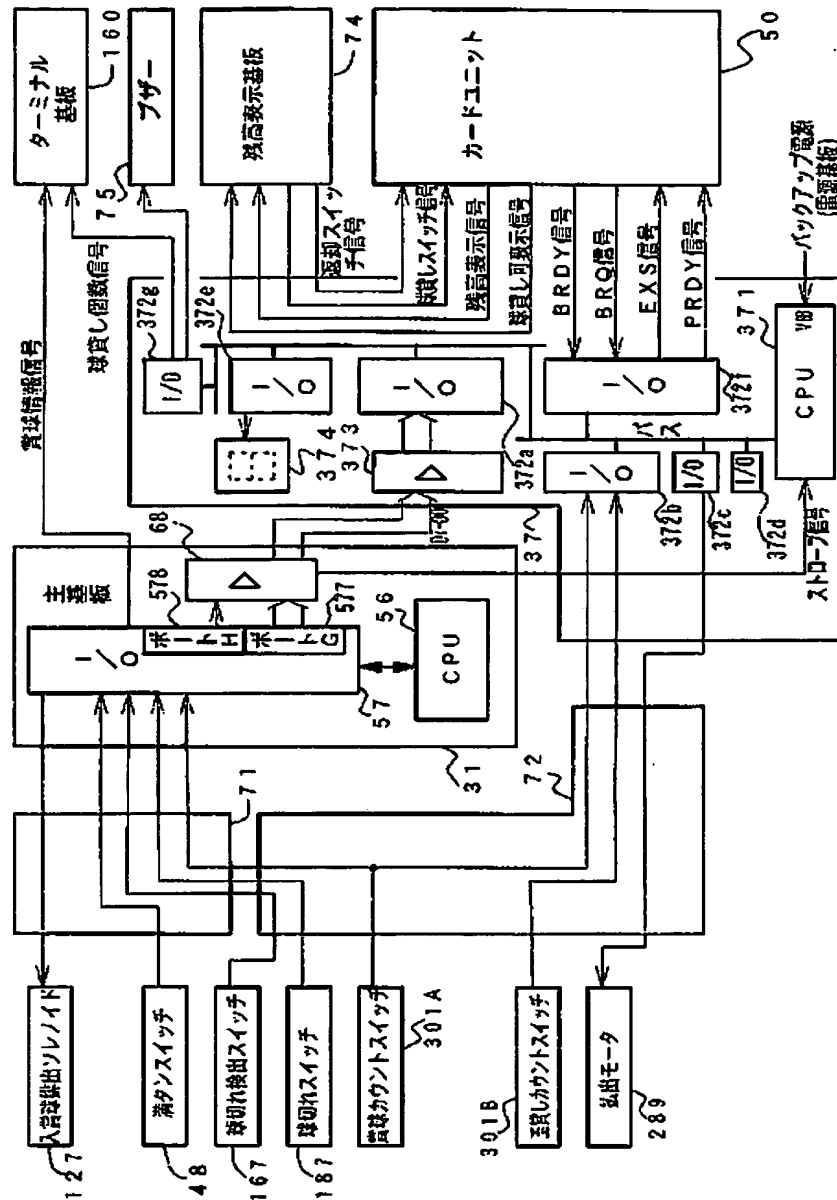 ターミナル
基板
160
ブザー
75
残高表示基板
74
カードユニット
50
賞球情報信号
球貸し個数信号
返却スイッ
チ信号
球貸しスイッチ信号
残高表示信号
球貸し可表示信号
BRDY信号
BRQ信号
EXS信号
PRDY信号
バックアップ電源
(電源基板)
372g
I/O
372e
I/O
374
373
I/O
372a
I/O
372f
バス
I/O
372b
I/O
372c
I/O
372d
371
CPU
VBB
37
ストローブ信号
D7-D0
主基板
68
578
577
I/O
ポートH
ポートG
57
56
CPU
31
71
72
入賞球排出ソレノイド
127
満タンスイッチ
48
球切れ検出スイッチ
167
球切れスイッチ
187
賞球カウントスイッチ
301A
貸しカウントスイッチ
301B
払出モータ
289